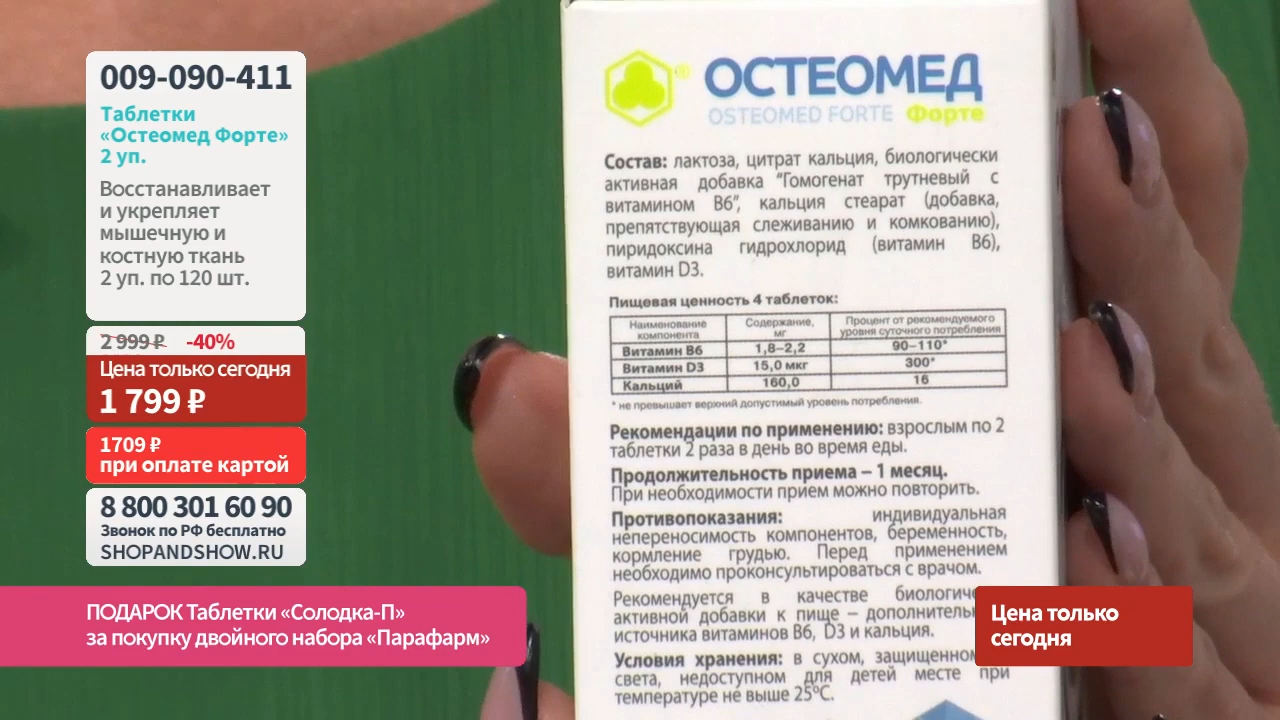 009-090-411
Таблетки
«Остеомед Форте»
2 уп.
Восстанавливает
и укрепляет
мышечную и
костную ткань
2 уп. по 120 шт.
2 999 ₽ -40%
Цена только сегодня
1 799 ₽
1709 ₽
при оплате картой
8 800 301 60 90
Звонок по РФ бесплатно
SHOPANDSHOW.RU
ПОДАРОК Таблетки «Солодка-П»
за покупку двойного набора «Парафарм»
ОСТЕОМЕД
OSTEOMED FORTE Форте
Состав: лактоза, цитрат кальция, биологически
активная добавка "Гомогенат трутневый с
витамином B6", кальция стеарат (добавка,
препятствующая слеживанию и комкованию),
пиридоксина гидрохлорид (витамин B6),
витамин D3.
Пищевая ценность 4 таблеток:
Наименование компонента Содержание, мг Процент от рекомендуемого уровня суточного потребления
Витамин B6 1,8–2,2 90–110*
Витамин D3 15,0 мкг 300*
Кальций 160,0 16
* не превышает верхний допустимый уровень потребления.
Рекомендации по применению: взрослым по 2
таблетки 2 раза в день во время еды.
Продолжительность приема – 1 месяц.
При необходимости прием можно повторить.
Противопоказания: индивидуальная
непереносимость компонентов, беременность,
кормление грудью. Перед применением
необходимо проконсультироваться с врачом.
Рекомендуется в качестве биологиче
активной добавки к пище – дополнитель
источника витаминов B6, D3 и кальция.
Условия хранения: в сухом, защищенном
света, недоступном для детей месте при
температуре не выше 25°С.
Цена только
сегодня